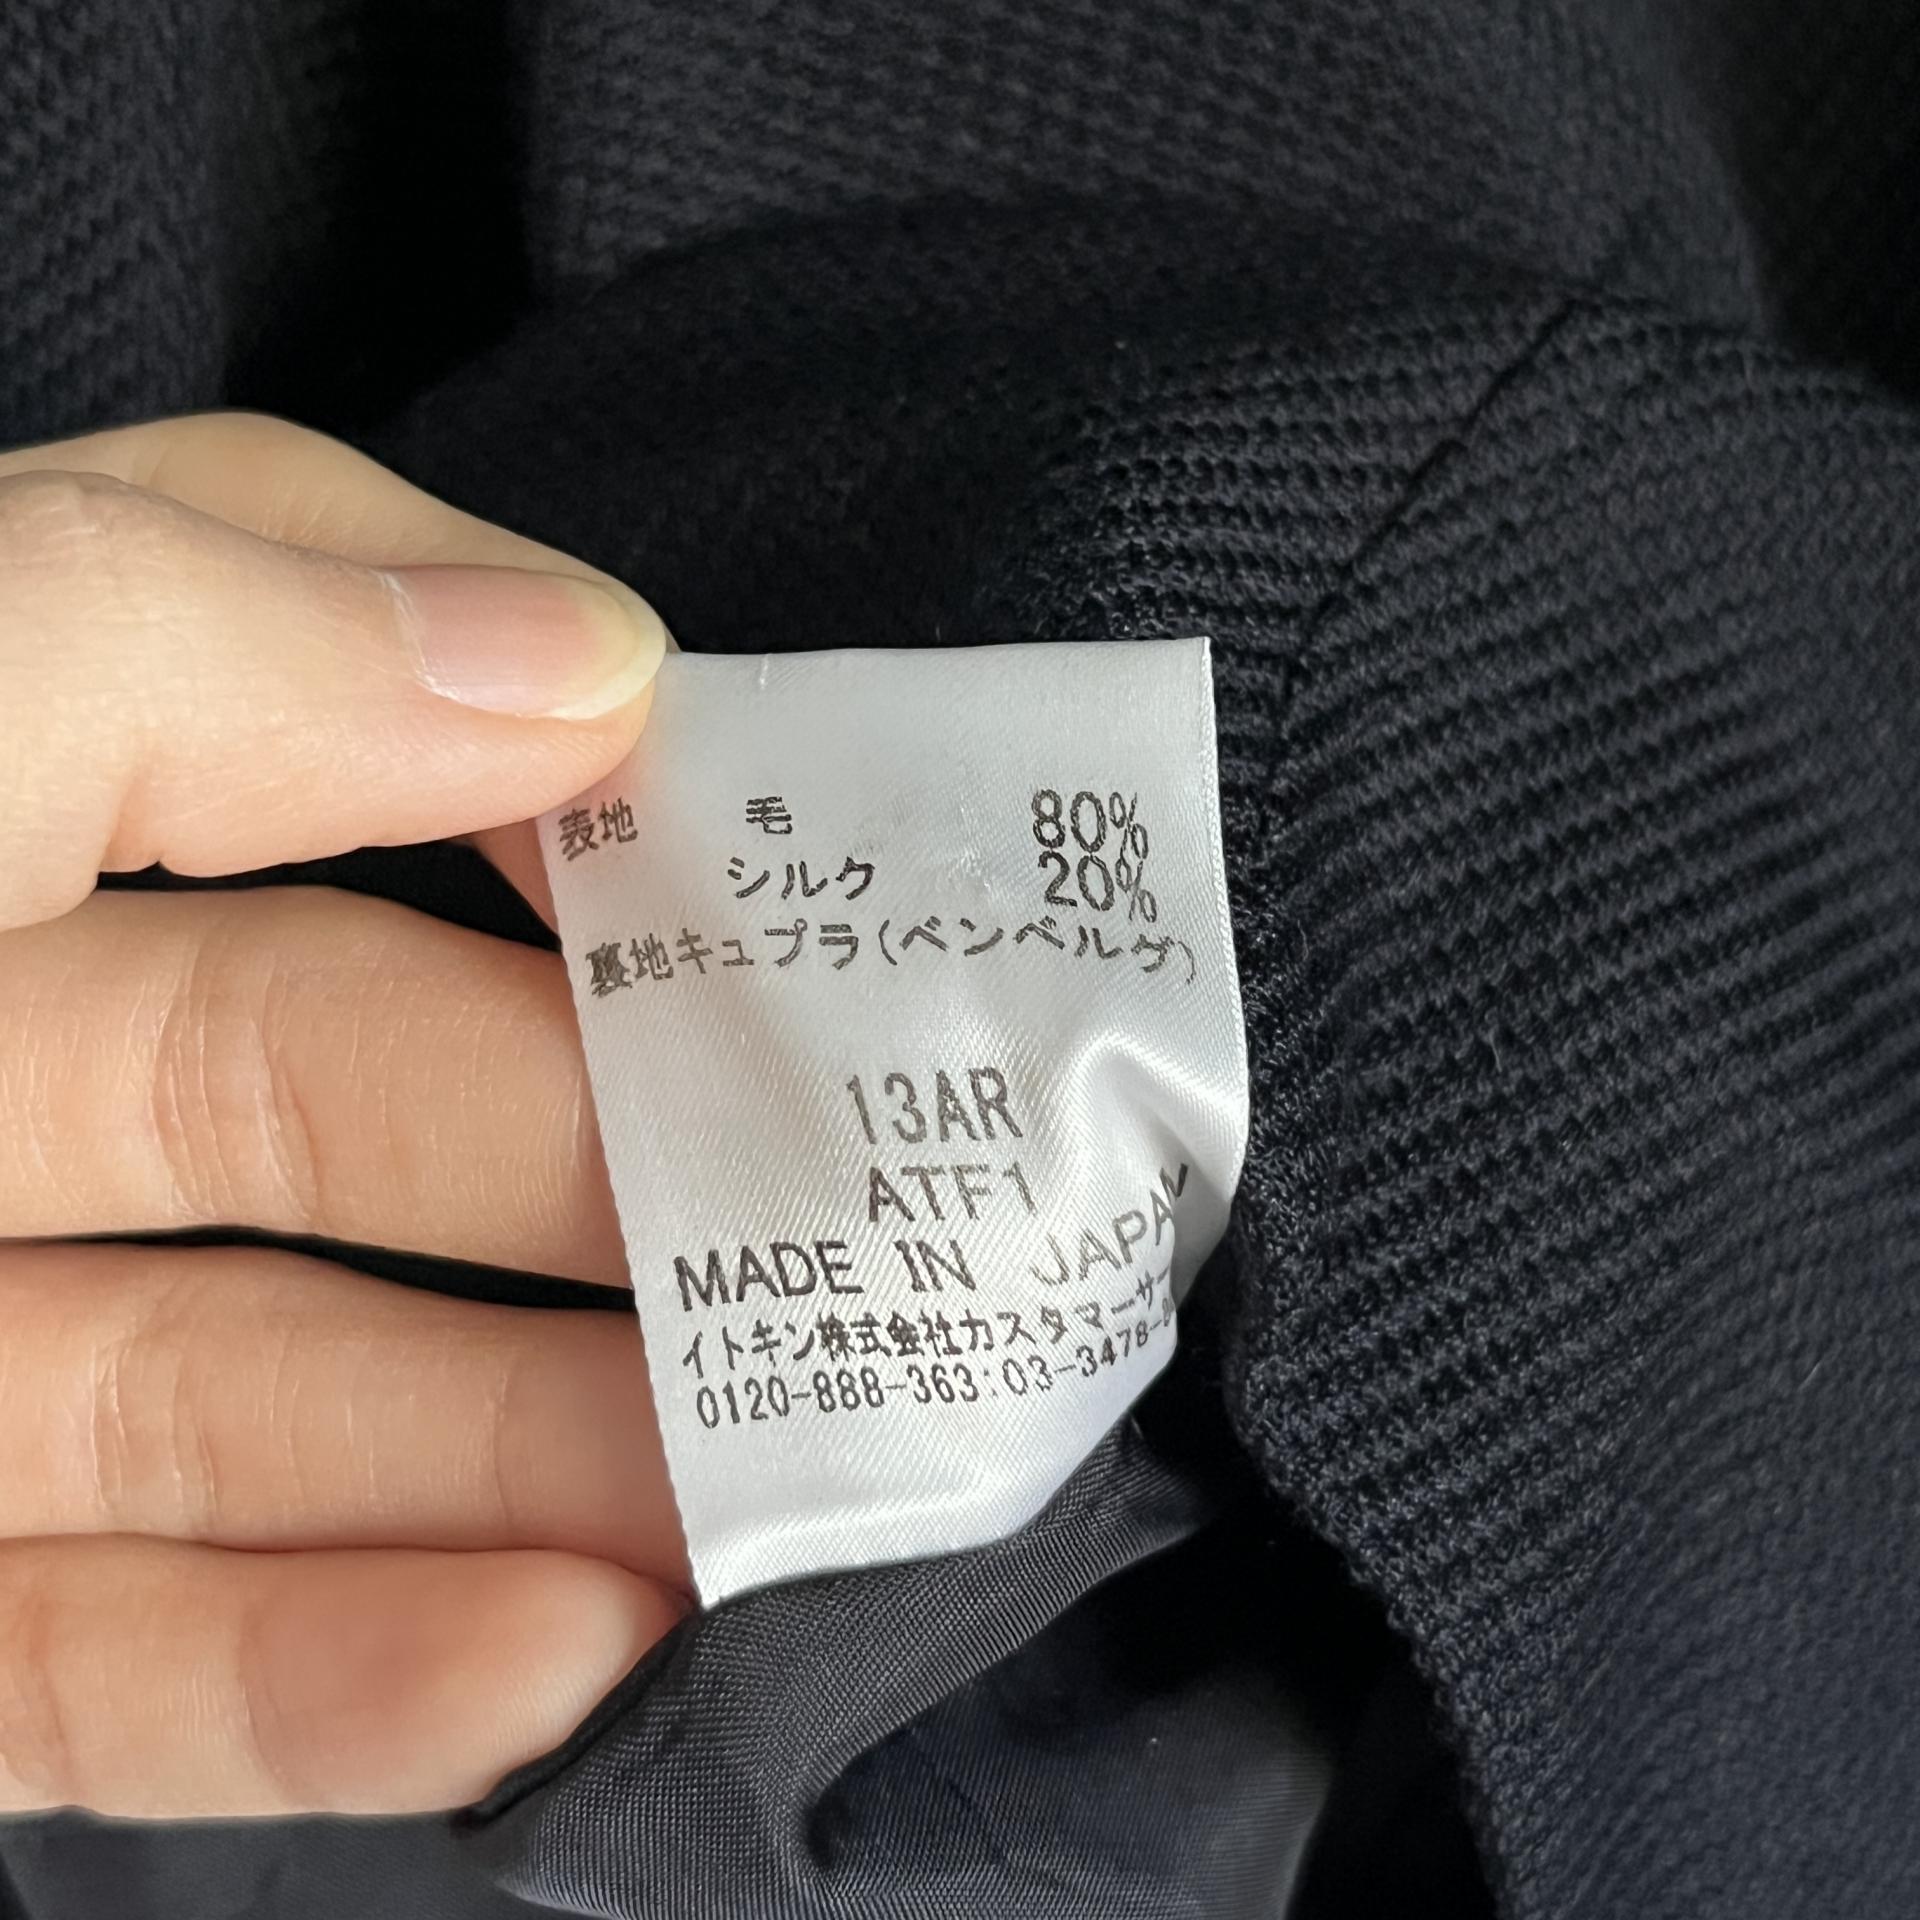 表地 毛 80%
シルク 20%
裏地キュプラ(ベンベルグ)
13AR
ATF1
MADE IN JAPAN
イトキン株式会社カスタマーサー
0120-888-363:03-3478-8